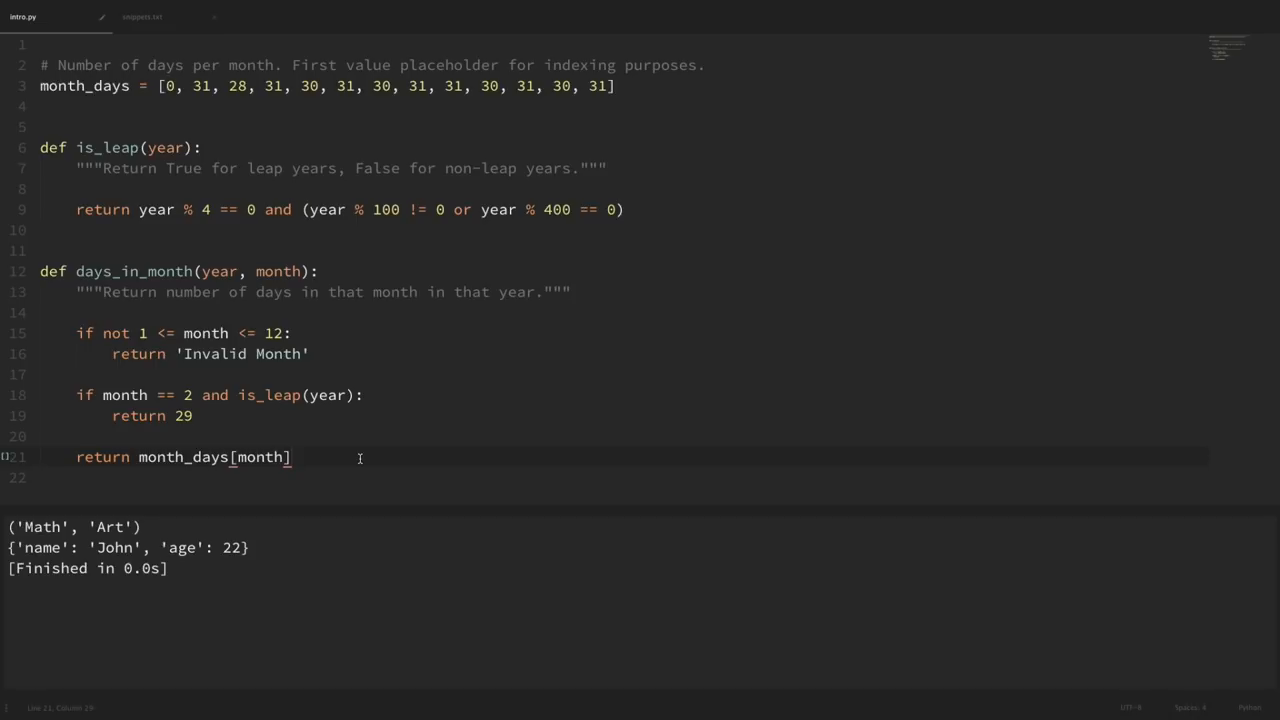 intro.py
snippets.txt
1
2 # Number of days per month. First value placeholder for indexing purposes.
3 month_days = [0, 31, 28, 31, 30, 31, 30, 31, 31, 30, 31, 30, 31]
4
5
6 def is_leap(year):
7 """Return True for leap years, False for non-leap years."""
8
9 return year % 4 == 0 and (year % 100 != 0 or year % 400 == 0)
10
11
12 def days_in_month(year, month):
13 """Return number of days in that month in that year."""
14
15 if not 1 <= month <= 12:
16 return 'Invalid Month'
17
18 if month == 2 and is_leap(year):
19 return 29
20
21 return month_days[month]
22
('Math', 'Art')
{'name': 'John', 'age': 22}
[Finished in 0.0s]
Line 21, Column 29
UTF-8
Spaces: 4
Python